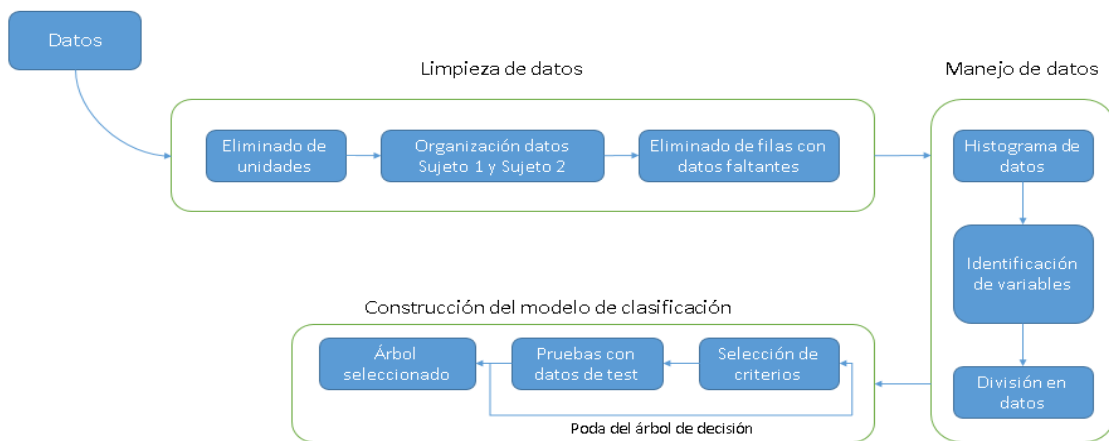 Datos
Limpieza de datos
Eliminado de
unidades
Organización datos
Sujeto 1 y Sujeto 2
Eliminado de filas con
datos faltantes
Manejo de datos
Histograma de
datos
Identificación
de variables
División en
datos
Construcción del modelo de clasificación
Selección de
criterios
Pruebas con
datos de test
Árbol
seleccionado
Poda del árbol de decisión